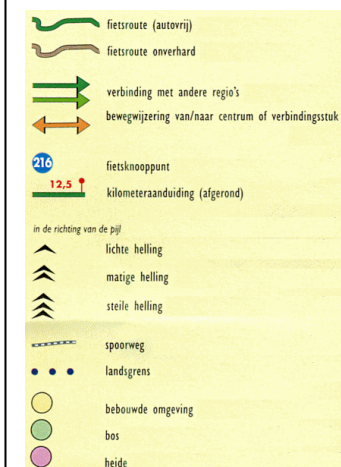 fietsroute (autovrij)
fietsroute onverhard
verbinding met andere regio's
bewegwijzering van/naar centrum of verbindingsstuk
216 fietsknooppunt
12,5 kilometeraanduiding (afgerond)
in de richting van de pijl
lichte helling
matige helling
steile helling
spoorweg
landsgrens
bebouwde omgeving
bos
heide